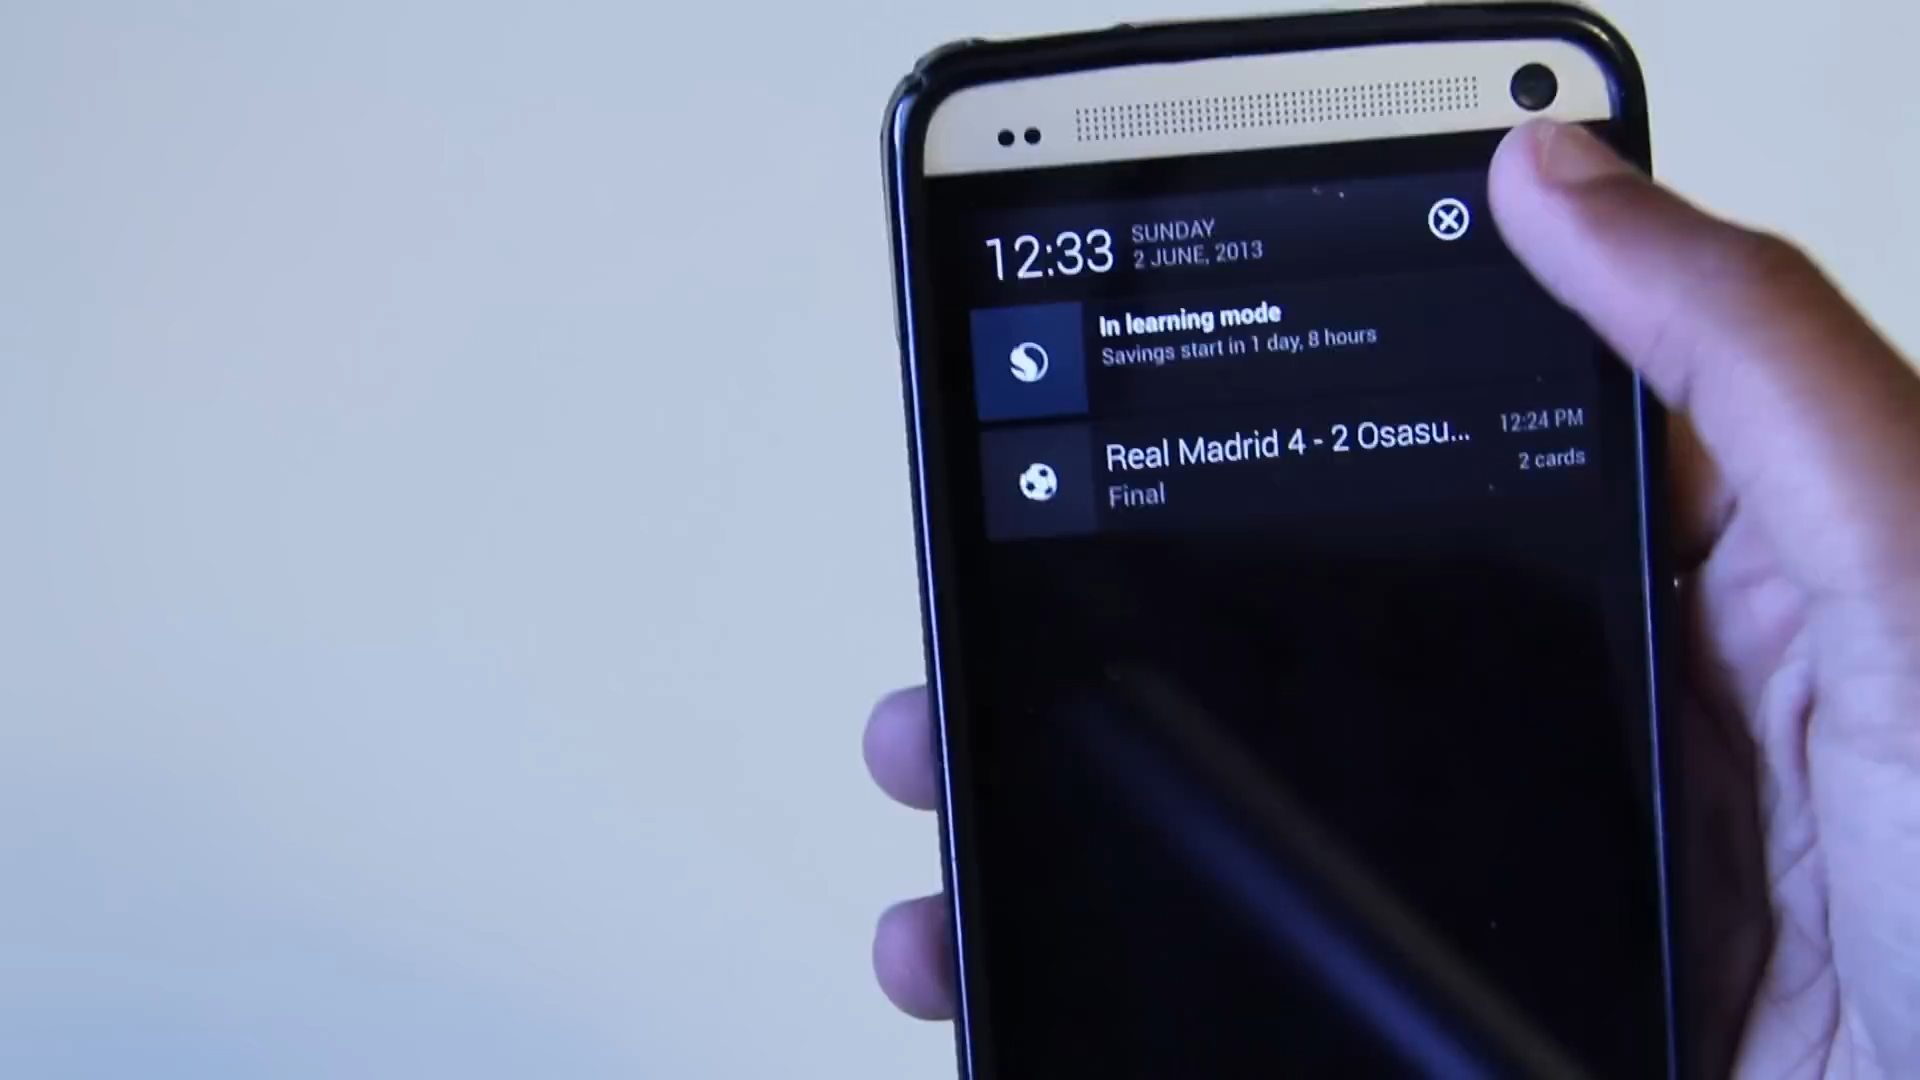 12:33
SUNDAY
2 JUNE, 2013
In learning mode
Savings start in 1 day, 8 hours
Real Madrid 4 - 2 Osasu...
12:24 PM
Final
2 cards